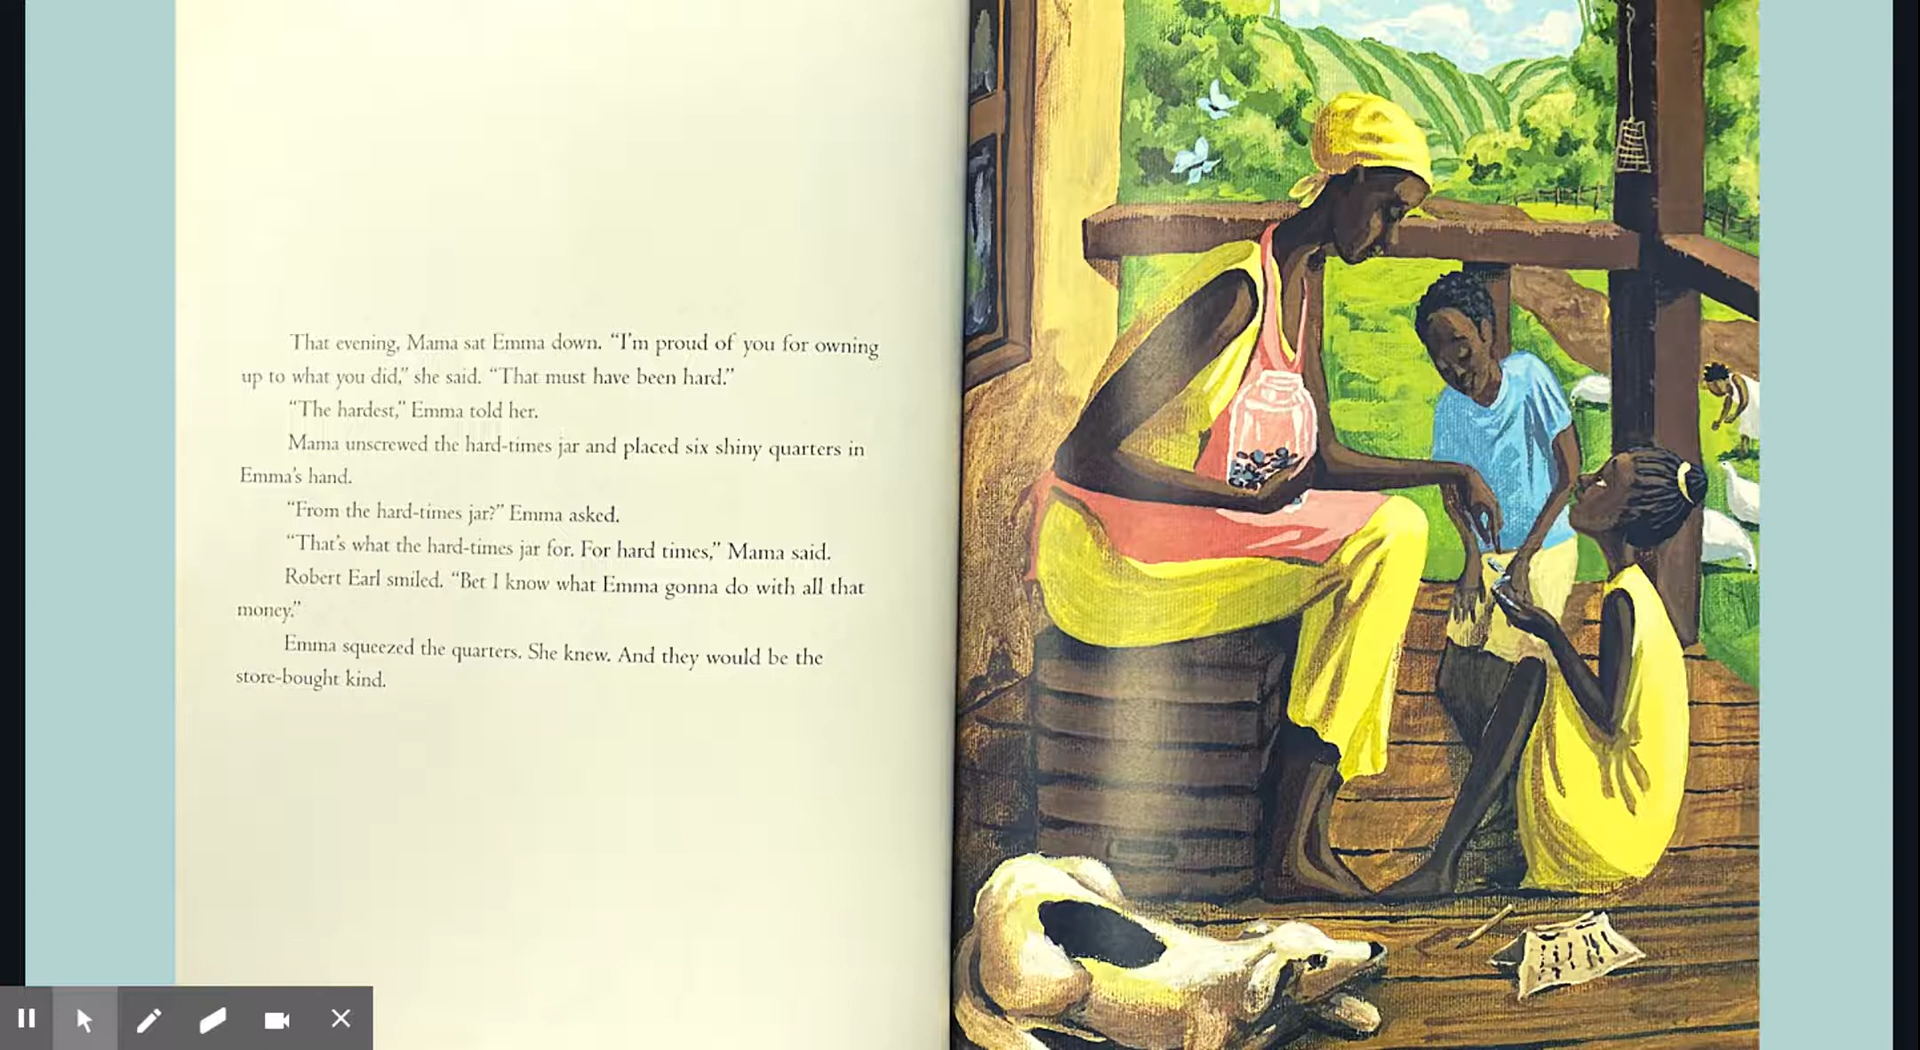 That evening, Mama sat Emma down. “I’m proud of you for owning
up to what you did,” she said. “That must have been hard.”
“The hardest,” Emma told her.
Mama unscrewed the hard-times jar and placed six shiny quarters in
Emma’s hand.
“From the hard-times jar?” Emma asked.
“That’s what the hard-times jar for. For hard times,” Mama said.
Robert Earl smiled. “Bet I know what Emma gonna do with all that
money.”
Emma squeezed the quarters. She knew. And they would be the
store-bought kind.